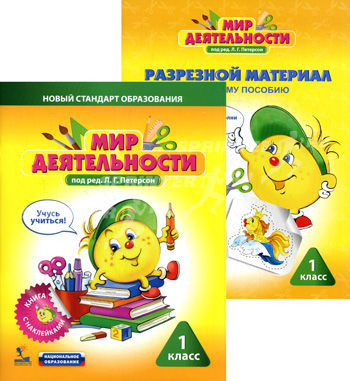 НОВЫЙ СТАНДАРТ ОБРАЗОВАНИЯ
МИР
ДЕЯТЕЛЬНОСТИ
под ред. Л. Г. Петерсон
Учусь
учиться!
КНИГА
С НАКЛЕЙКАМИ
1
класс
НАЦИОНАЛЬНОЕ
ОБРАЗОВАНИЕ
МИР
ДЕЯТЕЛЬНОСТИ
под ред. Л. Г. Петерсон
РАЗРЕЗНОЙ МАТЕРИАЛ
ПОСОБИЮ
1
класс